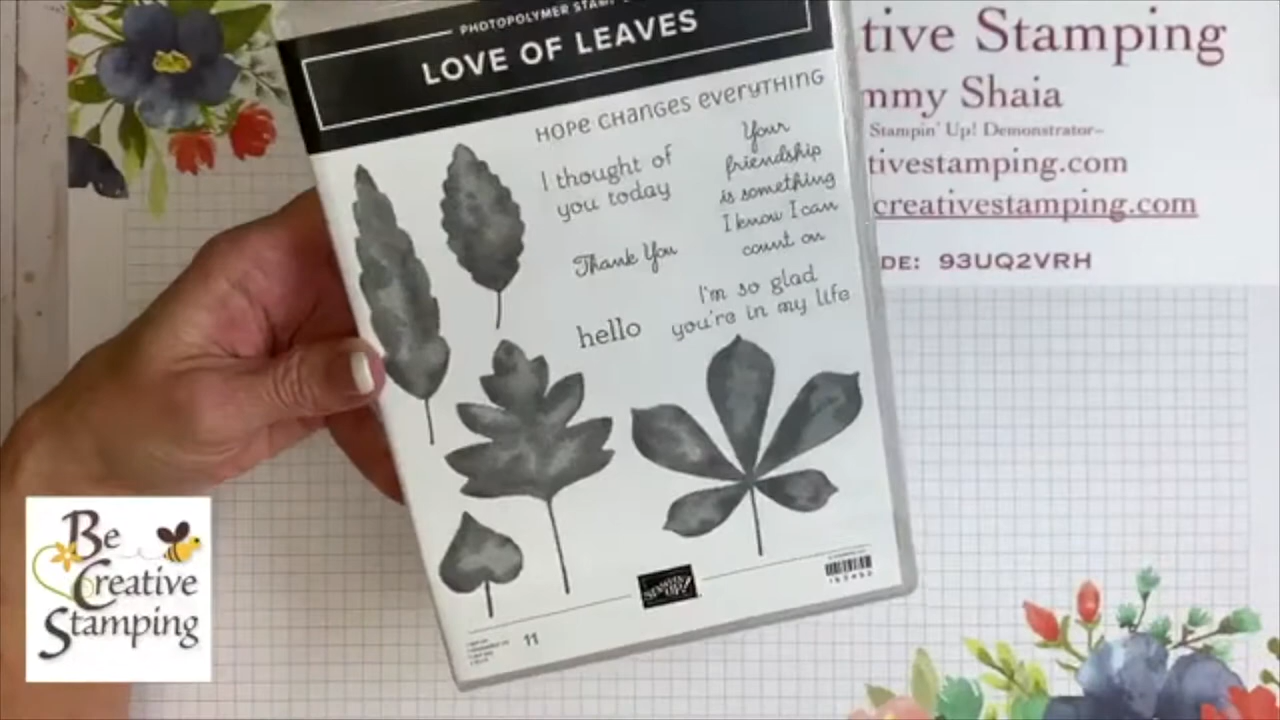 PHOTOPOLYMER STAMP
LOVE OF LEAVES
HOPE CHANGES EVERYTHING
I thought of
you today
Your
friendship
is something
I know I can
count on
Thank You
I'm so glad
you're in my life
hello
STAMPIN' UP!
11
tive Stamping
mmy Shaia
Stampin' Up! Demonstrator~
tivestamping.com
creativestamping.com
DE: 93UQ2VRH
Be
Creative
Stamping